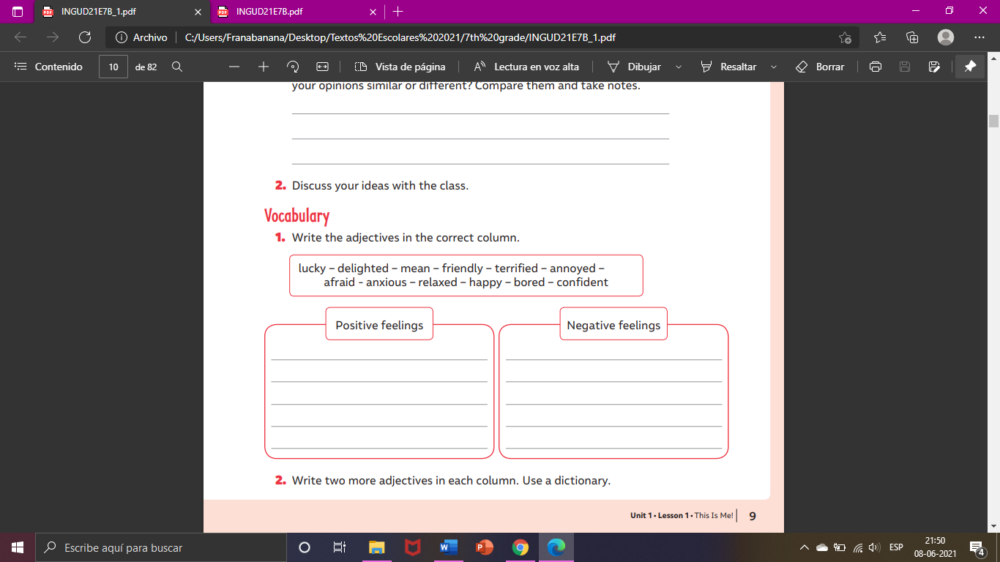 INGUD21E7B_1.pdf
INGUD21E7B.pdf
Archivo
C:/Users/Franabanana/Desktop/Textos%20Escolares%202021/7th%20grade/INGUD21E7B_1.pdf
Contenido
10
de 82
Vista de página
Lectura en voz alta
Dibujar
Resaltar
Borrar
your opinions similar or different? Compare them and take notes.
2. Discuss your ideas with the class.
Vocabulary
1. Write the adjectives in the correct column.
lucky – delighted – mean – friendly – terrified – annoyed –
afraid - anxious – relaxed – happy – bored – confident
Positive feelings
Negative feelings
2. Write two more adjectives in each column. Use a dictionary.
Unit 1 • Lesson 1 • This Is Me! 9
Escribe aquí para buscar
ESP
21:50
08-06-2021
4